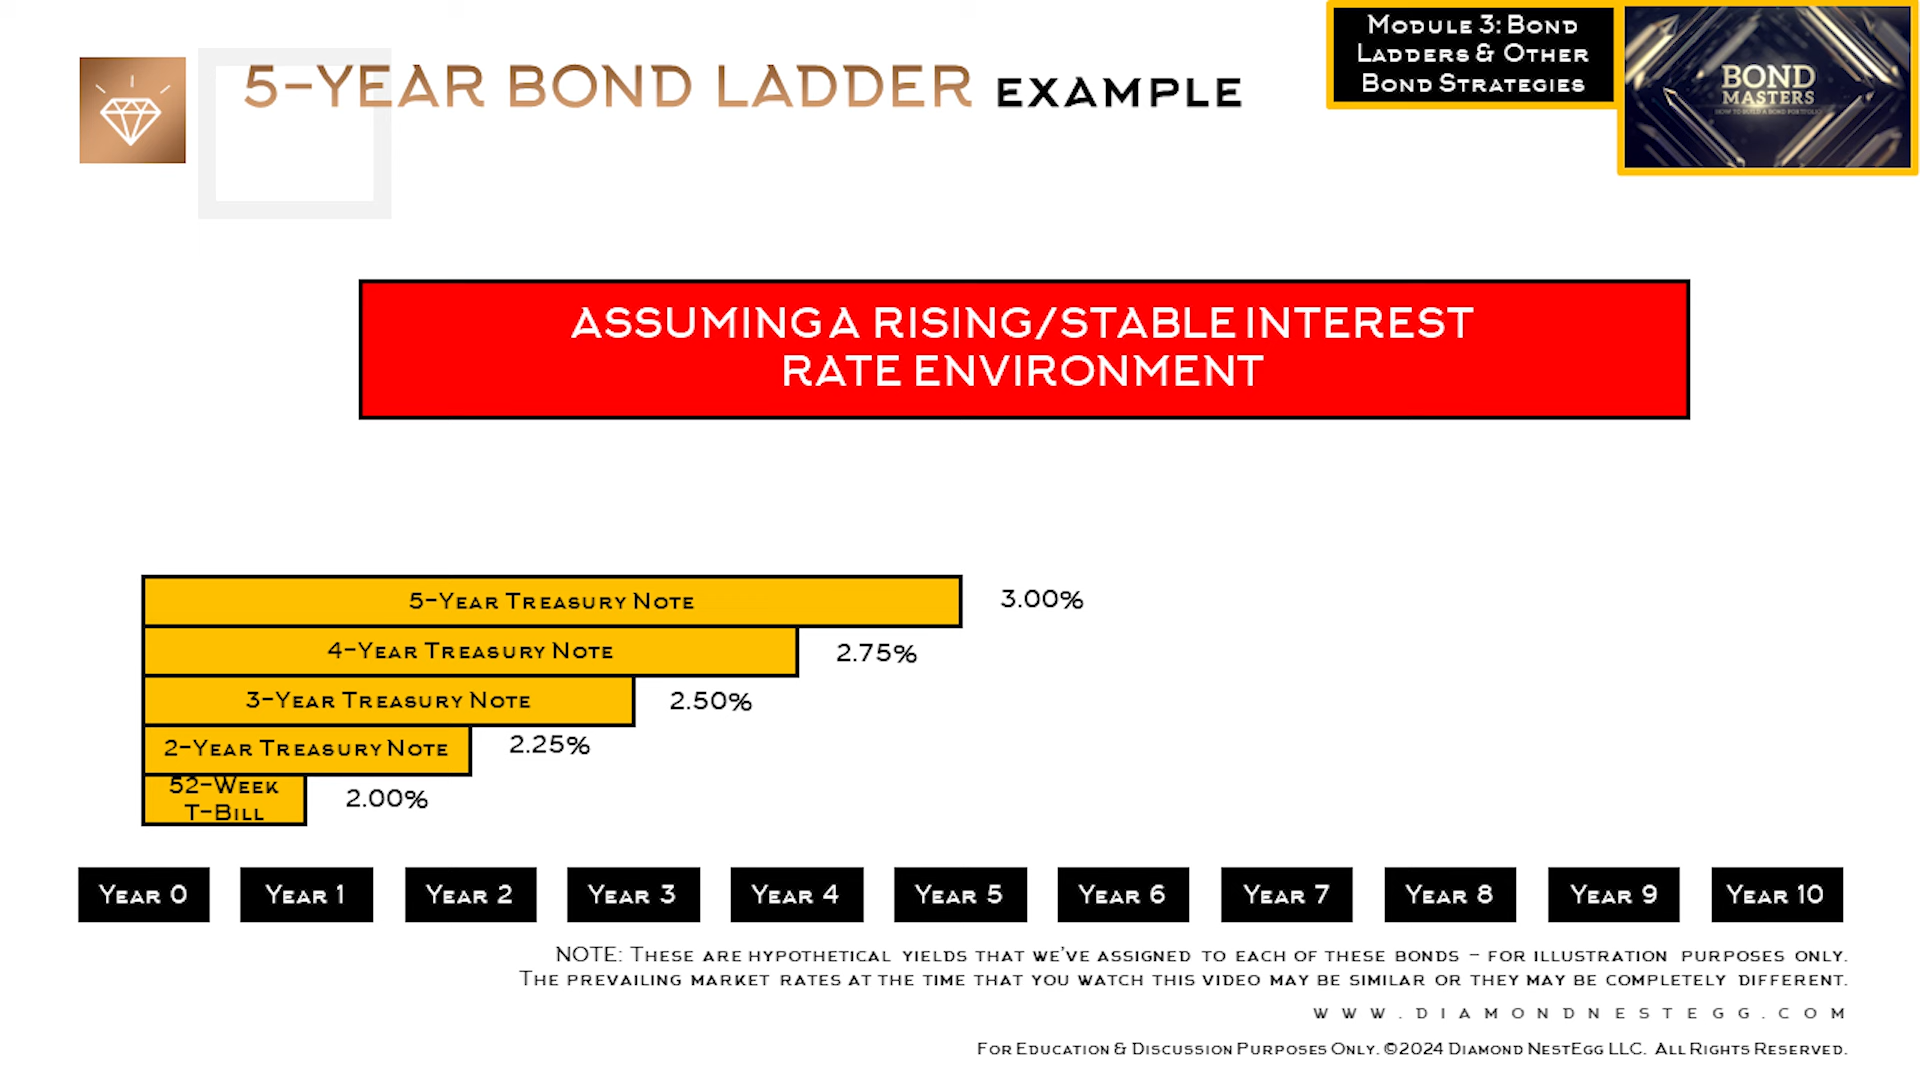 5-YEAR BOND LADDER EXAMPLE
MODULE 3: BOND
LADDERS & OTHER
BOND STRATEGIES
BOND
MASTERS
HOW TO BUILD A BOND PORTFOLIO
ASSUMING A RISING/STABLE INTEREST
RATE ENVIRONMENT
5-YEAR TREASURY NOTE 3.00%
4-YEAR TREASURY NOTE 2.75%
3-YEAR TREASURY NOTE 2.50%
2-YEAR TREASURY NOTE 2.25%
52-WEEK
T-BILL 2.00%
YEAR 0 YEAR 1 YEAR 2 YEAR 3 YEAR 4 YEAR 5 YEAR 6 YEAR 7 YEAR 8 YEAR 9 YEAR 10
NOTE: THESE ARE HYPOTHETICAL YIELDS THAT WE'VE ASSIGNED TO EACH OF THESE BONDS – FOR ILLUSTRATION PURPOSES ONLY.
THE PREVAILING MARKET RATES AT THE TIME THAT YOU WATCH THIS VIDEO MAY BE SIMILAR OR THEY MAY BE COMPLETELY DIFFERENT.
WWW.DIAMONDNESTEGG.COM
FOR EDUCATION & DISCUSSION PURPOSES ONLY. ©2024 DIAMOND NESTEGG LLC. ALL RIGHTS RESERVED.